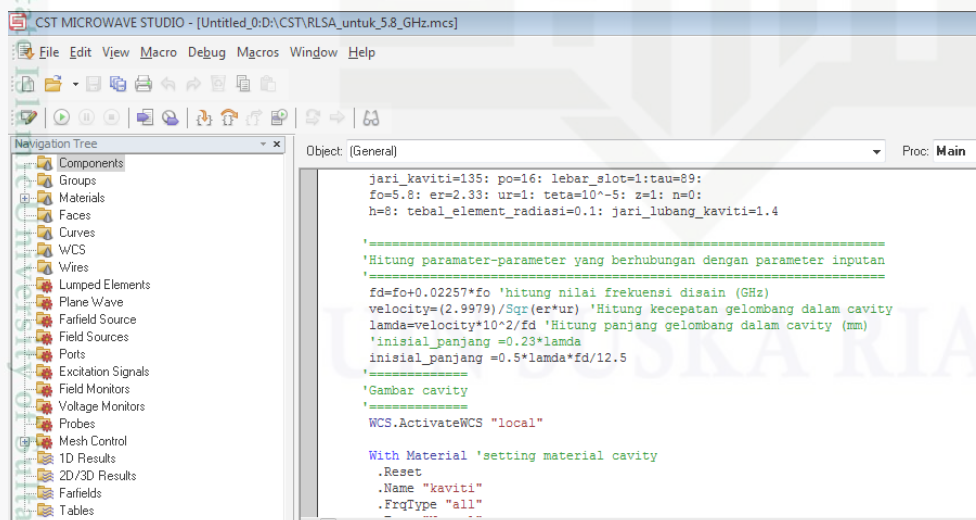 CST MICROWAVE STUDIO - [Untitled_0:D:\CST\RLSA_untuk_5.8_GHz.mcs]
File Edit View Macro Debug Macros Window Help
Navigation Tree
Components
Groups
Materials
Faces
Curves
WCS
Wires
Lumped Elements
Plane Wave
Farfield Source
Field Sources
Ports
Excitation Signals
Field Monitors
Voltage Monitors
Probes
Mesh Control
1D Results
2D/3D Results
Farfields
Tables
Object: (General) Proc: Main
jari_kaviti=135: po=16: lebar_slot=1:tau=89:
fo=5.8: er=2.33: ur=1: teta=10^-5: z=1: n=0:
h=8: tebal_element_radiasi=0.1: jari_lubang_kaviti=1.4
'===================================================================
'Hitung paramater-parameter yang berhubungan dengan parameter inputan
'===================================================================
fd=fo+0.02257*fo 'hitung nilai frekuensi disain (GHz)
velocity=(2.9979)/Sqr(er*ur) 'Hitung kecepatan gelombang dalam cavity
lamda=velocity*10^2/fd 'Hitung panjang gelombang dalam cavity (mm)
'inisial_panjang =0.23*lamda
inisial_panjang =0.5*lamda*fd/12.5
'=============
'Gambar cavity
'=============
WCS.ActivateWCS "local"
With Material 'setting material cavity
.Reset
.Name "kaviti"
.FrqType "all"
UIN SUSKA RIA